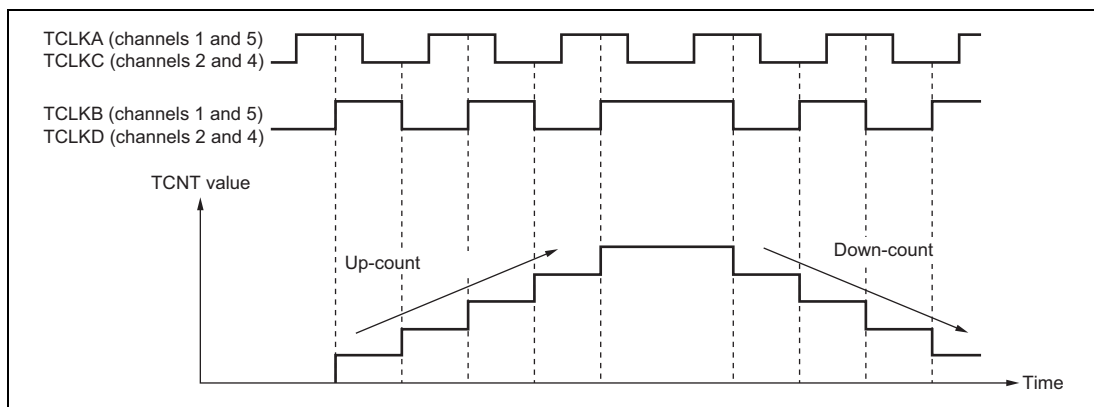 TCLKA (channels 1 and 5)
TCLKC (channels 2 and 4)
TCLKB (channels 1 and 5)
TCLKD (channels 2 and 4)
TCNT value
Up-count
Down-count
Time